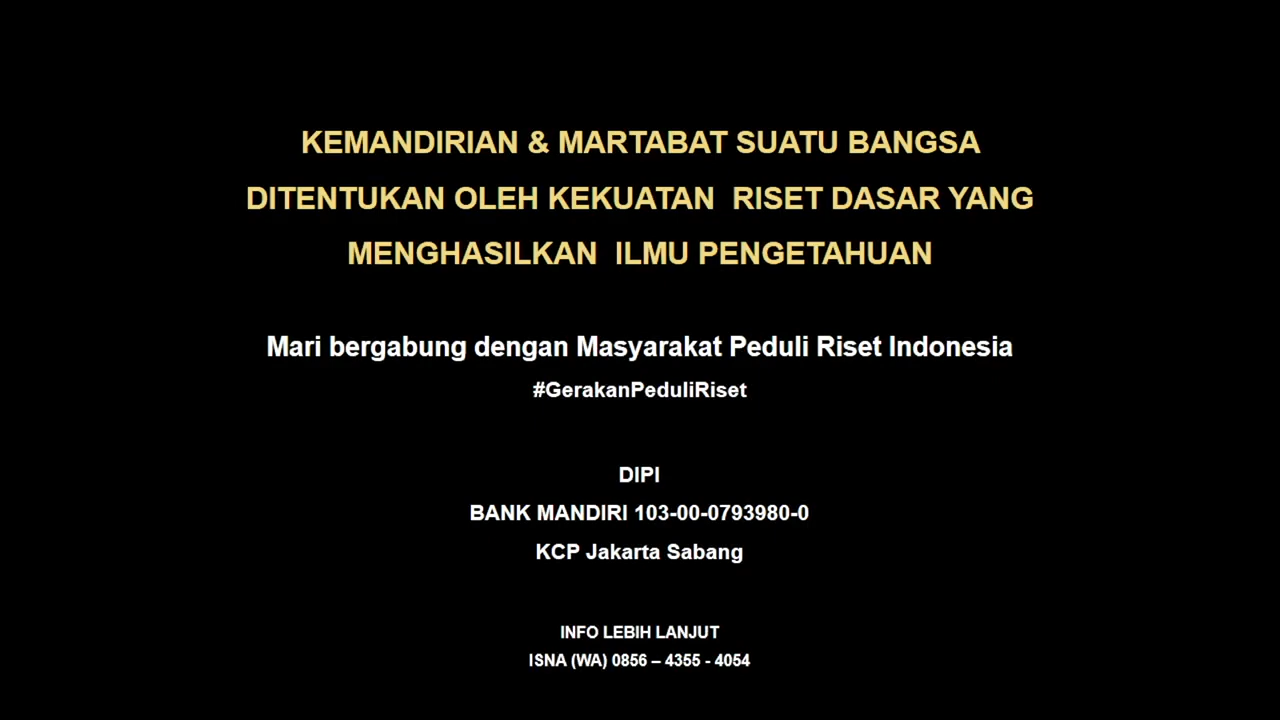 KEMANDIRIAN & MARTABAT SUATU BANGSA
DITENTUKAN OLEH KEKUATAN RISET DASAR YANG
MENGHASILKAN ILMU PENGETAHUAN
Mari bergabung dengan Masyarakat Peduli Riset Indonesia
#GerakanPeduliRiset
DIPI
BANK MANDIRI 103-00-0793980-0
KCP Jakarta Sabang
INFO LEBIH LANJUT
ISNA (WA) 0856 – 4355 - 4054